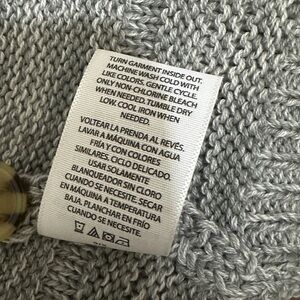 TURN GARMENT INSIDE OUT,
MACHINE WASH COLD WITH
LIKE COLORS, GENTLE CYCLE.
ONLY NON-CHLORINE BLEACH
WHEN NEEDED. TUMBLE DRY
LOW. COOL IRON WHEN
NEEDED.
VOLTEAR LA PRENDA AL REVÉS.
LAVAR A MÁQUINA CON AGUA
FRÍA Y CON COLORES
SIMILARES. CICLO DELICADO.
USAR SOLAMENTE
BLANQUEADOR SIN CLORO
CUANDO SE NECESITE. SECAR
EN MÁQUINA A TEMPERATURA
BAJA. PLANCHAR EN FRÍO
CUANDO SE NECESITE.